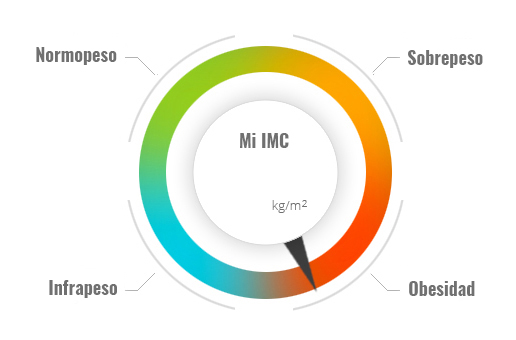 Normopeso
Sobrepeso
Mi IMC
kg/m²
Infrapeso
Obesidad